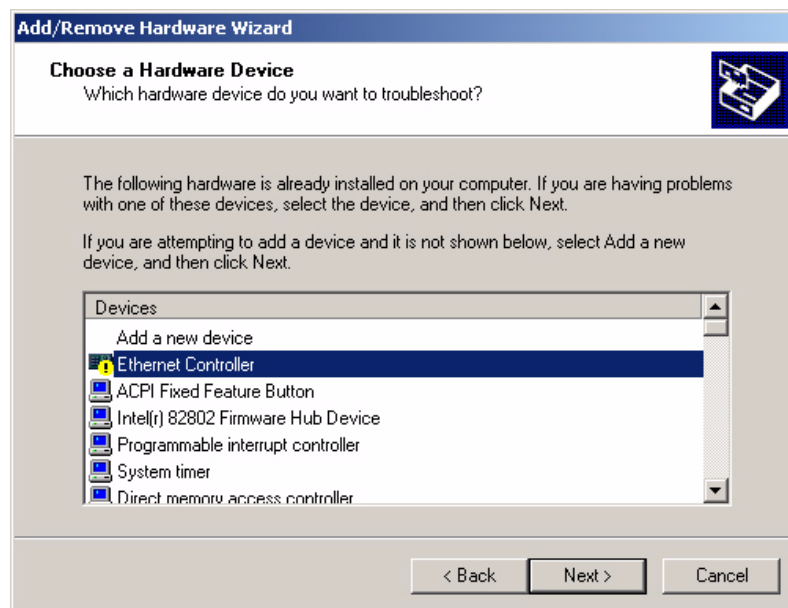 Add/Remove Hardware Wizard
Choose a Hardware Device
Which hardware device do you want to troubleshoot?
The following hardware is already installed on your computer. If you are having problems
with one of these devices, select the device, and then click Next.
If you are attempting to add a device and it is not shown below, select Add a new
device, and then click Next.
Devices
Add a new device
Ethernet Controller
ACPI Fixed Feature Button
Intel(r) 82802 Firmware Hub Device
Programmable interrupt controller
System timer
Direct memory access controller
< Back
Next >
Cancel